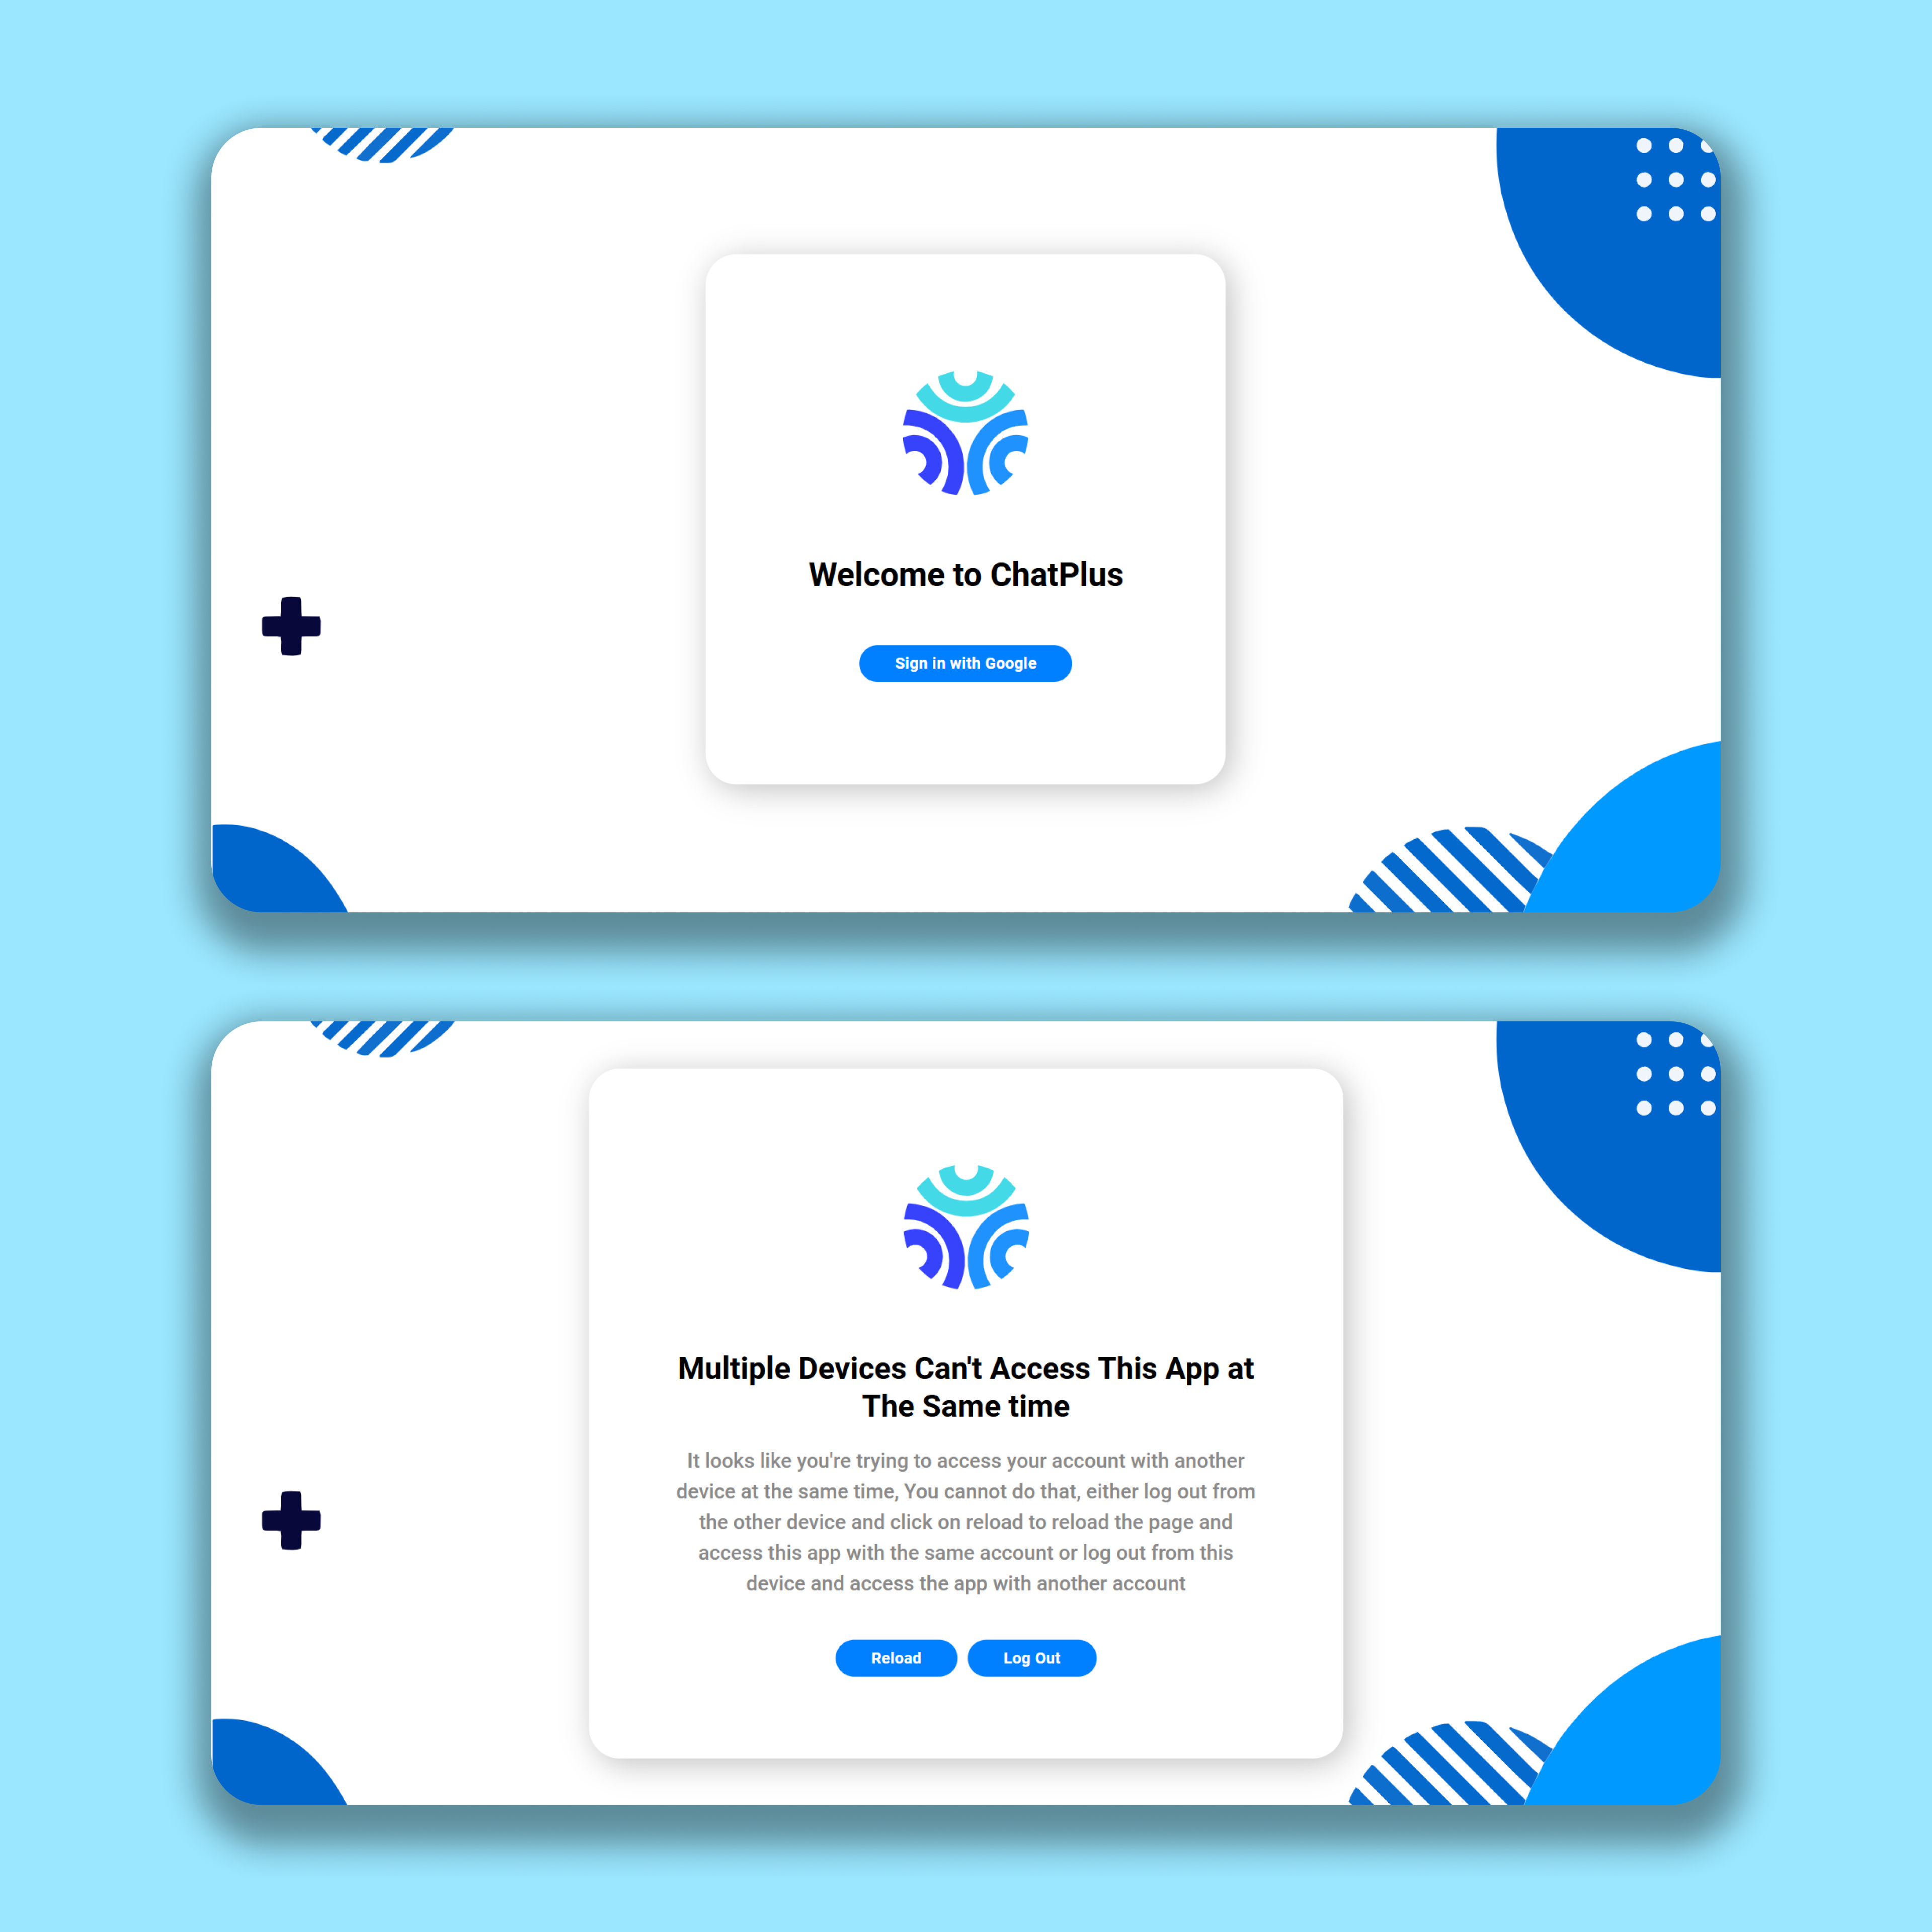 Welcome to ChatPlus
Sign in with Google
Multiple Devices Can't Access This App at
The Same time
It looks like you're trying to access your account with another
device at the same time, You cannot do that, either log out from
the other device and click on reload to reload the page and
access this app with the same account or log out from this
device and access the app with another account
Reload
Log Out